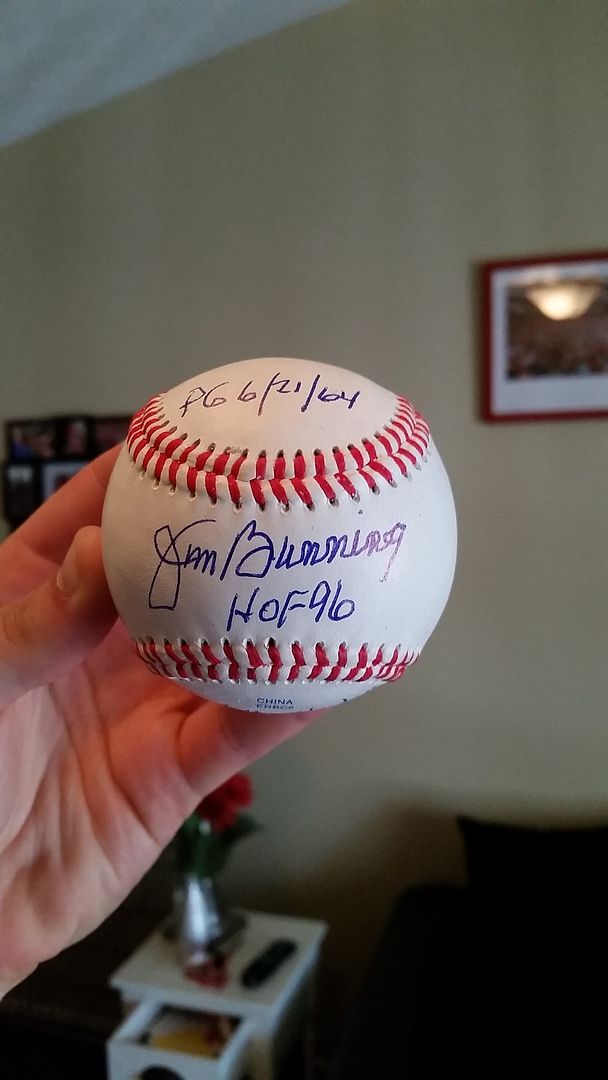 PG 6/21/64
Jim Bunning
HOF-96
CHINA